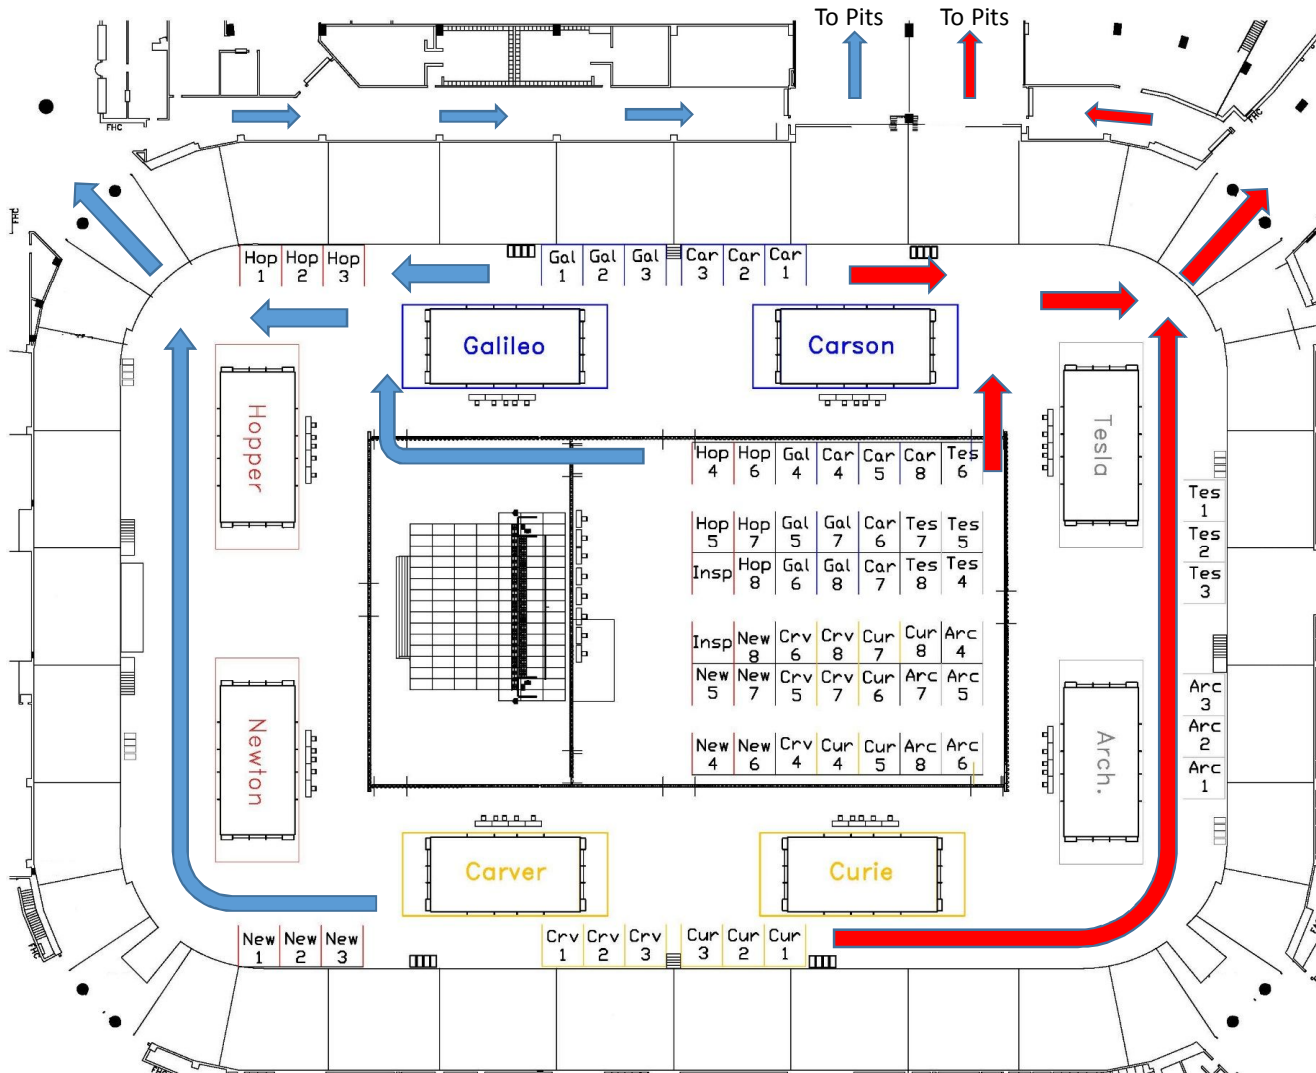 To Pits
To Pits
FHC
FHC
FHC
Hop 1
Hop 2
Hop 3
Gal 1
Gal 2
Gal 3
Car 3
Car 2
Car 1
Galileo
Carson
Hopper
Tesla
Hop 4
Hop 6
Gal 4
Car 4
Car 5
Car 8
Tes 6
Hop 5
Hop 7
Gal 5
Gal 7
Car 6
Tes 7
Tes 5
Insp
Hop 8
Gal 6
Gal 8
Car 7
Tes 8
Tes 4
Tes 1
Tes 2
Tes 3
Insp
New 8
Crv 6
Crv 8
Cur 7
Cur 8
Arc 4
New 5
New 7
Crv 5
Crv 7
Cur 6
Arc 7
Arc 5
New 4
New 6
Crv 4
Cur 4
Cur 5
Arc 8
Arc 6
Arc 3
Arc 2
Arc 1
Newton
Arch.
Carver
Curie
New 1
New 2
New 3
Crv 1
Crv 2
Crv 3
Cur 3
Cur 2
Cur 1
FHC